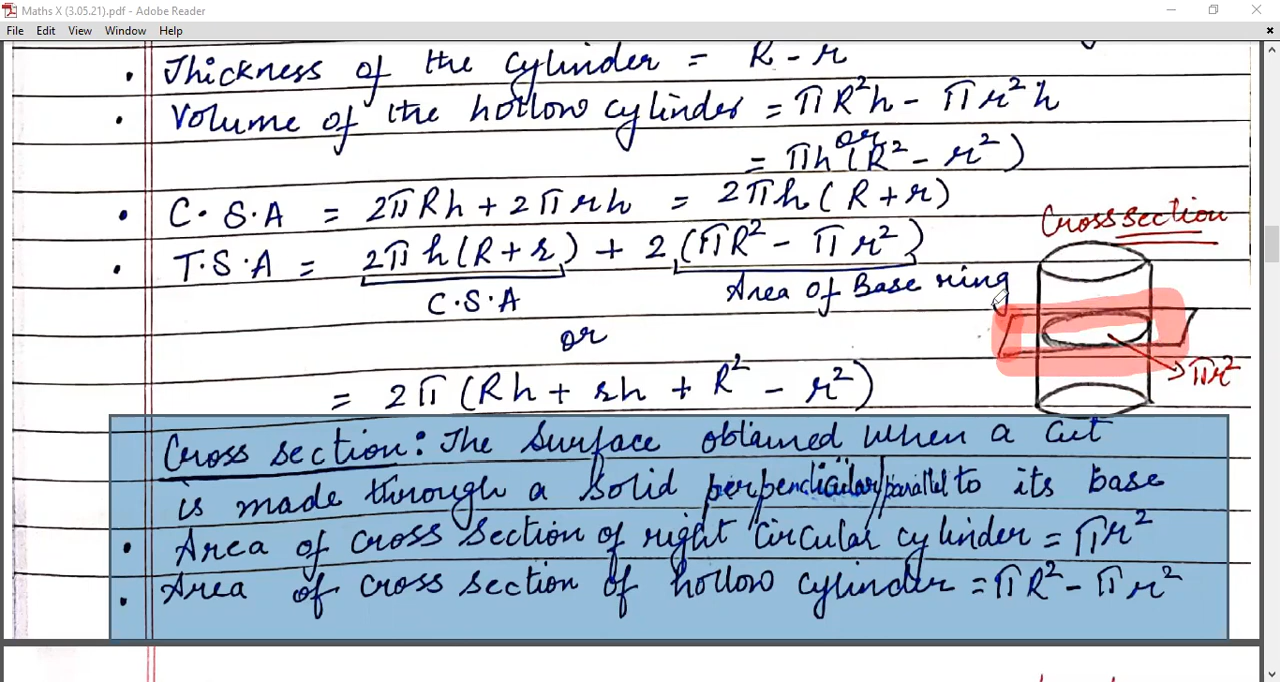 Maths X (3.05.21).pdf - Adobe Reader
File Edit View Window Help
• Thickness of the cylinder = R - r
• Volume of the hollow cylinder = πR²h - πr²h
or
= πh(R² - r²)
• C.S.A = 2πRh + 2πrh = 2πh(R + r)
Cross section
• T.S.A = 2πh(R + r) + 2(πR² - πr²)
C.S.A Area of Base ring
or
πr²
= 2π(Rh + rh + R² - r²)
Cross section: The surface obtained when a cut
is made through a solid perpendicular/parallel to its base
• Area of cross section of right circular cylinder = πr²
• Area of cross section of hollow cylinder = πR² - πr²